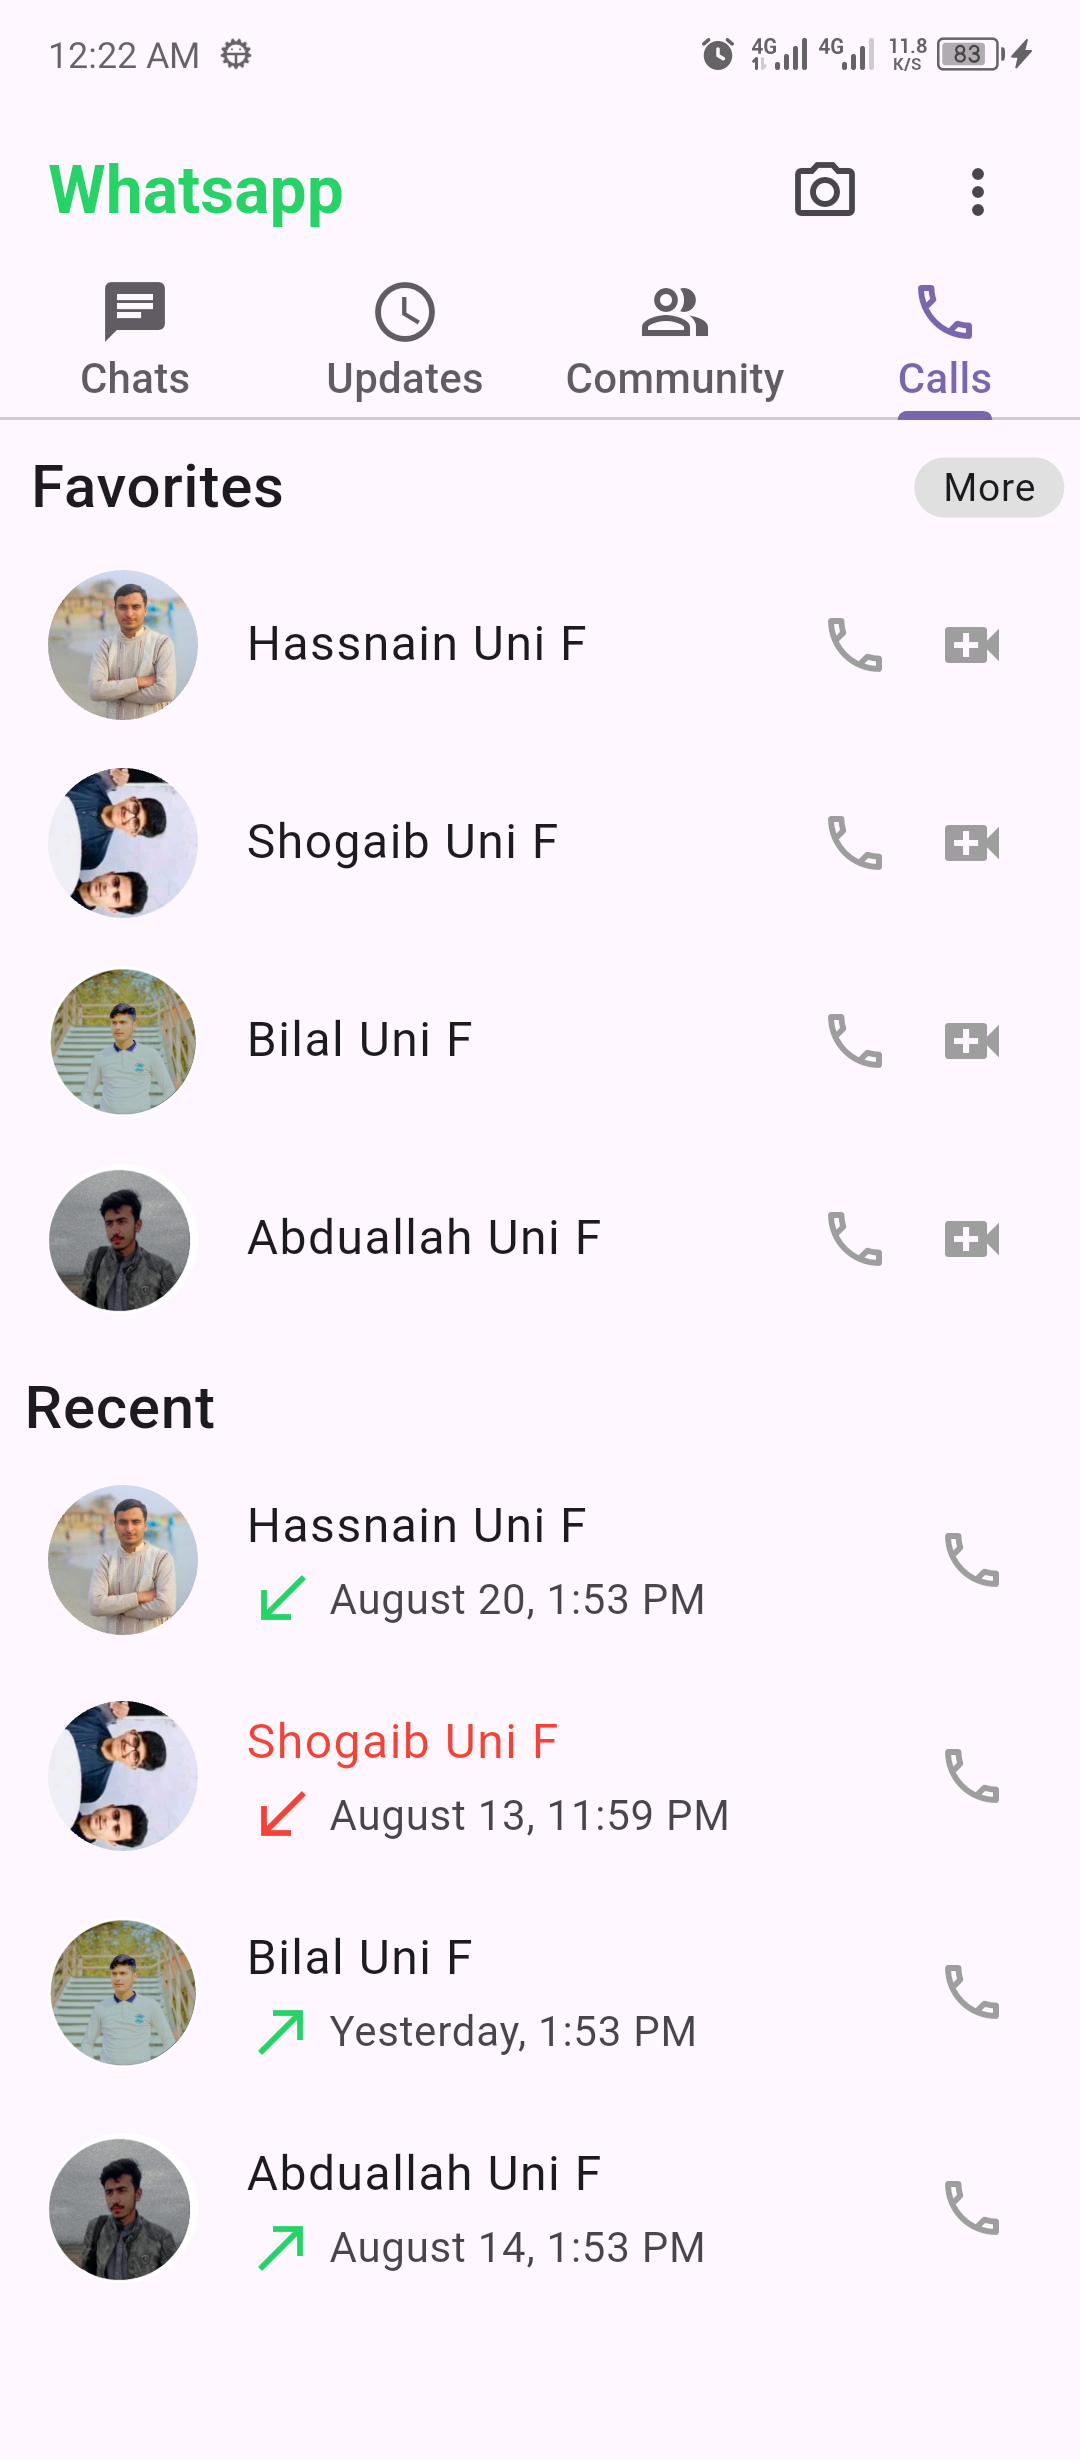 12:22 AM 4G 4G 11.8 K/S 83
Whatsapp
Chats Updates Community Calls
Favorites More
Hassnain Uni F
Shogaib Uni F
Bilal Uni F
Abduallah Uni F
Recent
Hassnain Uni F
August 20, 1:53 PM
Shogaib Uni F
August 13, 11:59 PM
Bilal Uni F
Yesterday, 1:53 PM
Abduallah Uni F
August 14, 1:53 PM